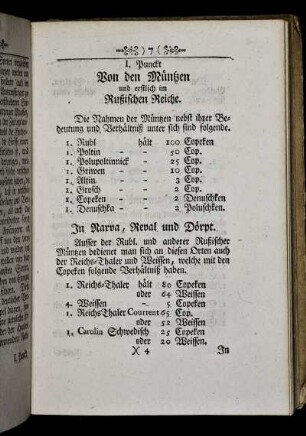 7
I. Punckt
Von den Müntzen
und erstlich im
Rußischen Reiche.
Die Nahmen der Müntzen nebst ihrer Be-
deutung und Verhältniß unter sich sind folgende.
1. Rubl hält 100 Copeken
1. Poltin - - 50 Cop.
1. Polupoltinnick - 25 Cop.
1. Griwen - - 10 Cop.
1. Altin - - 3 Cop.
1. Grosch - - 2 Cop.
1. Copeken - - 2 Denuschken
1. Denuschka - - 2 Poluschken.
In Narva, Reval und Dörpt.
Ausser der Rubl. und anderer Rußischer
Müntzen bedienet man sich an diesen Orten auch
der Reichs-Thaler und Weissen, welche mit den
Copeken folgende Verhältniß haben.
1. Reichs-Thaler hält 80 Copeken
oder 64 Weissen
4. Weissen - 5 Copeken
1. Reichs-Thaler Courrent 65 Cop.
oder 52 Weissen
1. Carolin Schwedisch 25 Copeken
oder 20 Weissen.
X 4 In